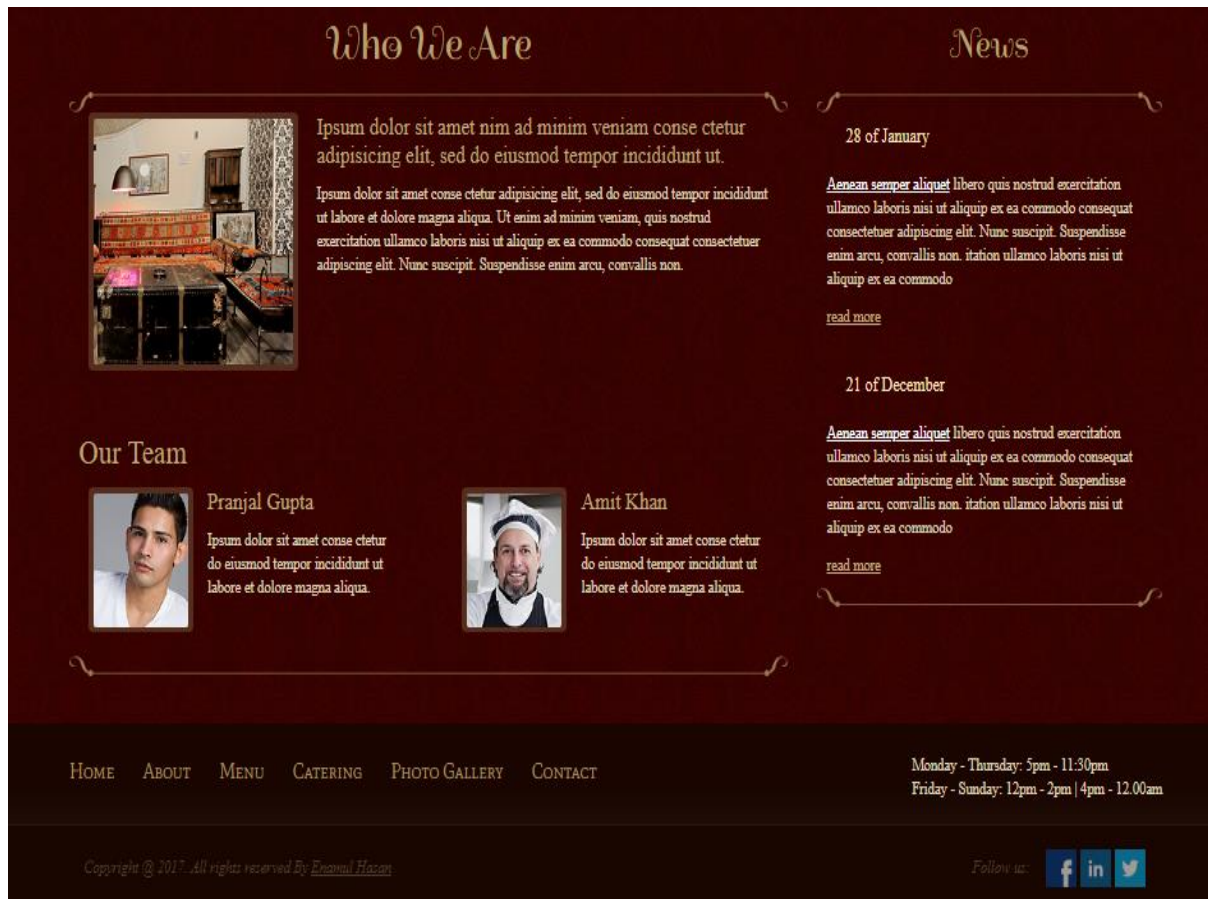 Who We Are
Ipsum dolor sit amet nim ad minim veniam conse ctetur
adipisicing elit, sed do eiusmod tempor incididunt ut.
Ipsum dolor sit amet conse ctetur adipisicing elit, sed do eiusmod tempor incididunt
ut labore et dolore magna aliqua. Ut enim ad minim veniam, quis nostrud
exercitation ullamco laboris nisi ut aliquip ex ea commodo consequat consectetuer
adipiscing elit. Nunc suscipit. Suspendisse enim arcu, convallis non.
Our Team
Pranjal Gupta
Ipsum dolor sit amet conse ctetur
do eiusmod tempor incididunt ut
labore et dolore magna aliqua.
Amit Khan
Ipsum dolor sit amet conse ctetur
do eiusmod tempor incididunt ut
labore et dolore magna aliqua.
News
28 of January
Aenean semper aliquet libero quis nostrud exercitation
ullamco laboris nisi ut aliquip ex ea commodo consequat
consectetuer adipiscing elit. Nunc suscipit. Suspendisse
enim arcu, convallis non. itation ullamco laboris nisi ut
aliquip ex ea commodo
read more
21 of December
Aenean semper aliquet libero quis nostrud exercitation
ullamco laboris nisi ut aliquip ex ea commodo consequat
consectetuer adipiscing elit. Nunc suscipit. Suspendisse
enim arcu, convallis non. itation ullamco laboris nisi ut
aliquip ex ea commodo
read more
Home About Menu Catering Photo Gallery Contact
Monday - Thursday: 5pm - 11:30pm
Friday - Sunday: 12pm - 2pm | 4pm - 12.00am
Copyright @ 2017. All rights reserved By Enamul Hasan
Follow us:
f in